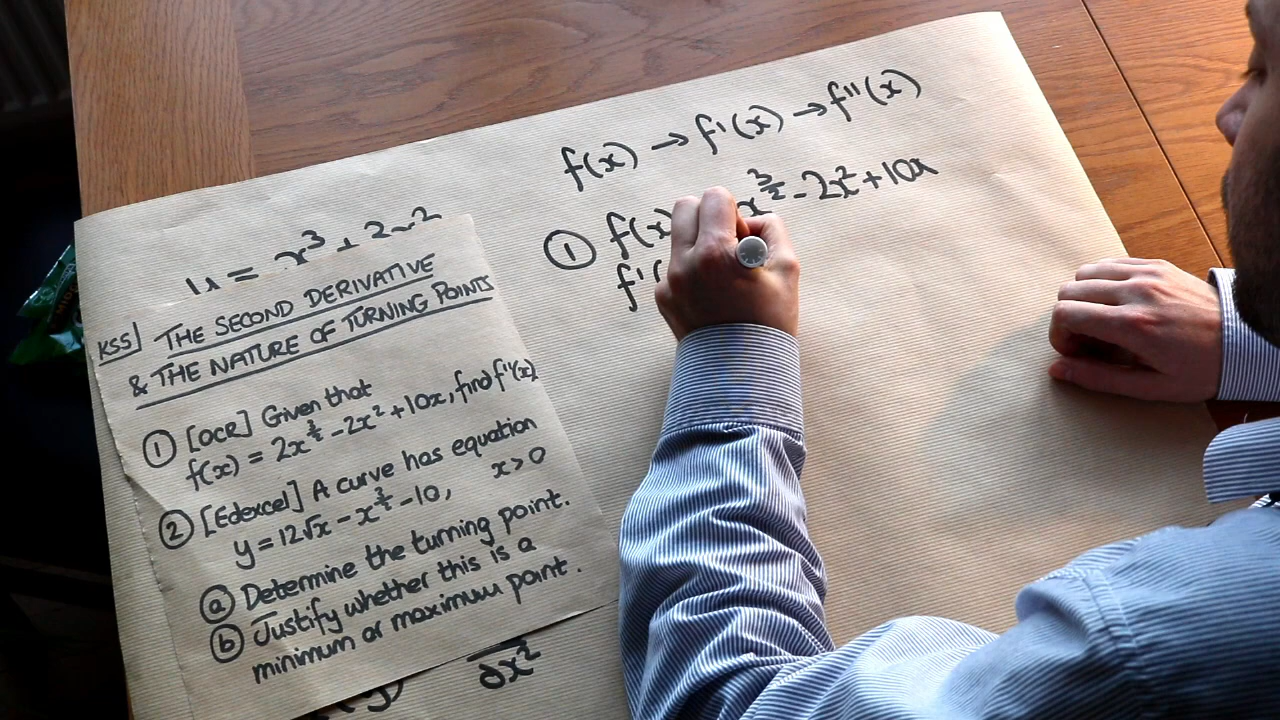 f(x) → f'(x) → f''(x)
① f(x) x^{3/2} - 2x² + 10x
f'(
KS5 THE SECOND DERIVATIVE
& THE NATURE OF TURNING POINTS
① [OCR] Given that
f(x) = 2x^{3/2} - 2x² + 10x, find f''(x)
② [Edexcel] A curve has equation
y = 12√x - x^{3/2} - 10, x > 0
ⓐ Determine the turning point.
ⓑ Justify whether this is a
minimum or maximum point.